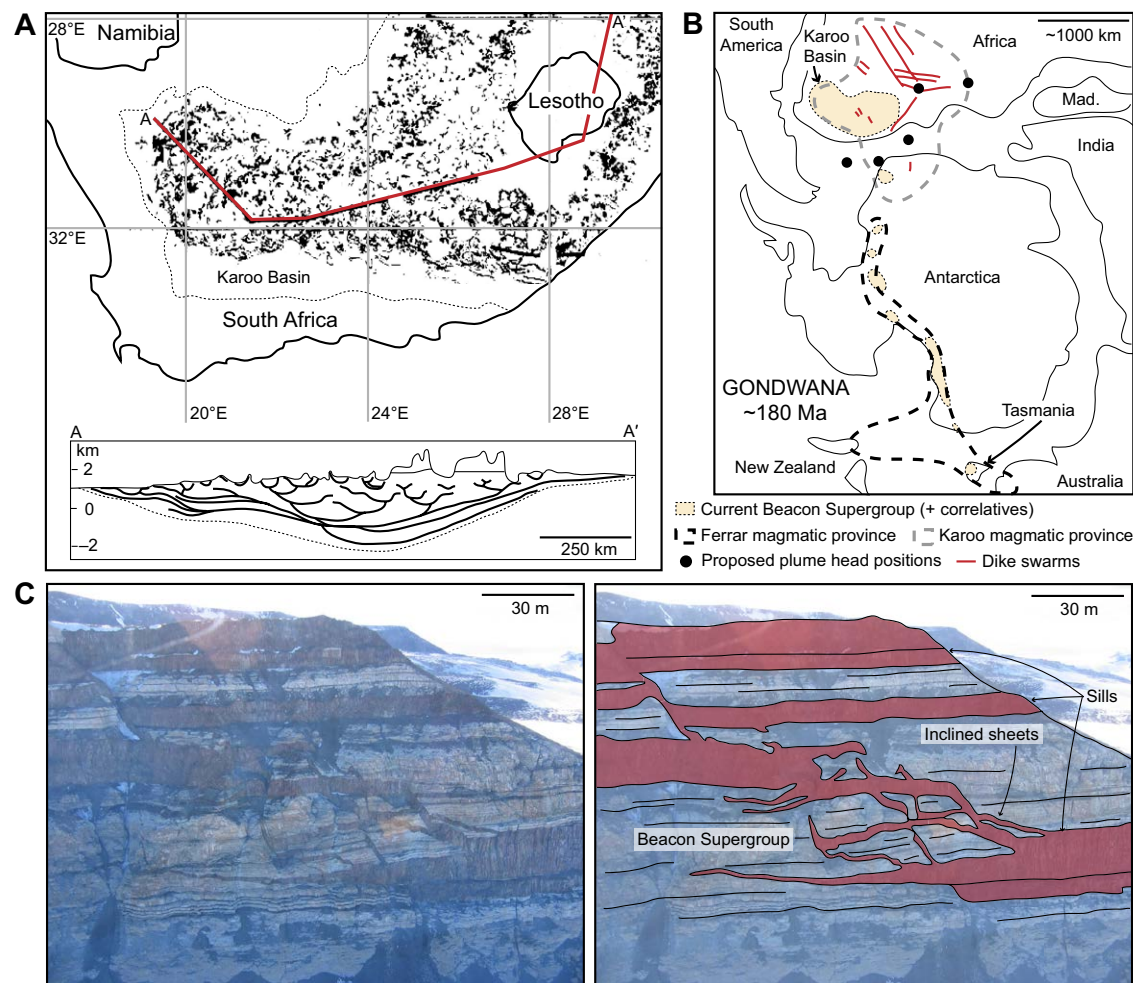 A
28°E
Namibia
A'
Lesotho
A
32°E
Karoo Basin
South Africa
20°E
24°E
28°E
A
A'
km
2
0
–2
250 km
B
South
America
Karoo
Basin
Africa
~1000 km
Mad.
India
Antarctica
GONDWANA
~180 Ma
Tasmania
New Zealand
Australia
Current Beacon Supergroup (+ correlatives)
Ferrar magmatic province
Karoo magmatic province
Proposed plume head positions
Dike swarms
C
30 m
30 m
Sills
Inclined sheets
Beacon Supergroup